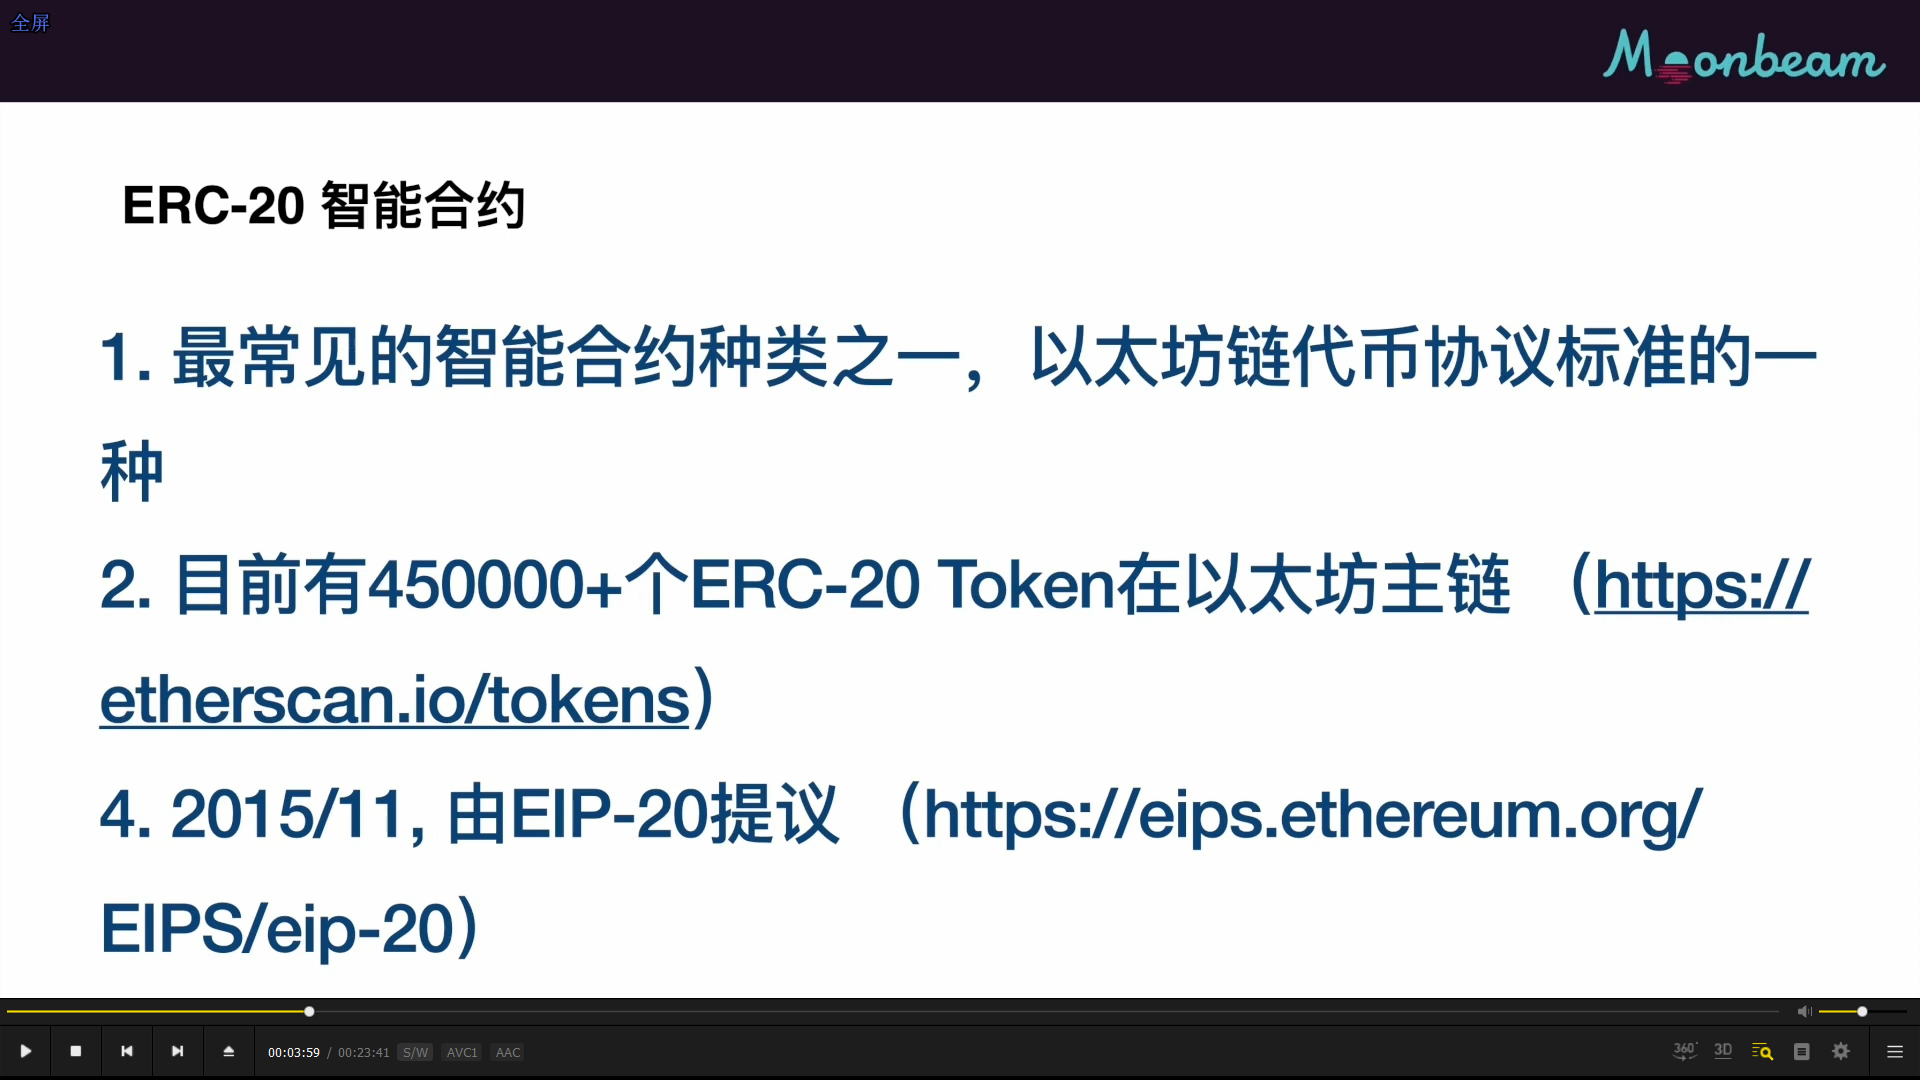 全屏
Moonbeam
ERC-20 智能合约
1. 最常见的智能合约种类之一，以太坊链代币协议标准的一
种
2. 目前有450000+个ERC-20 Token在以太坊主链 （https://
etherscan.io/tokens）
4. 2015/11, 由EIP-20提议 （https://eips.ethereum.org/
EIPS/eip-20）
00:03:59 / 00:23:41 S/W AVC1 AAC
360° 3D